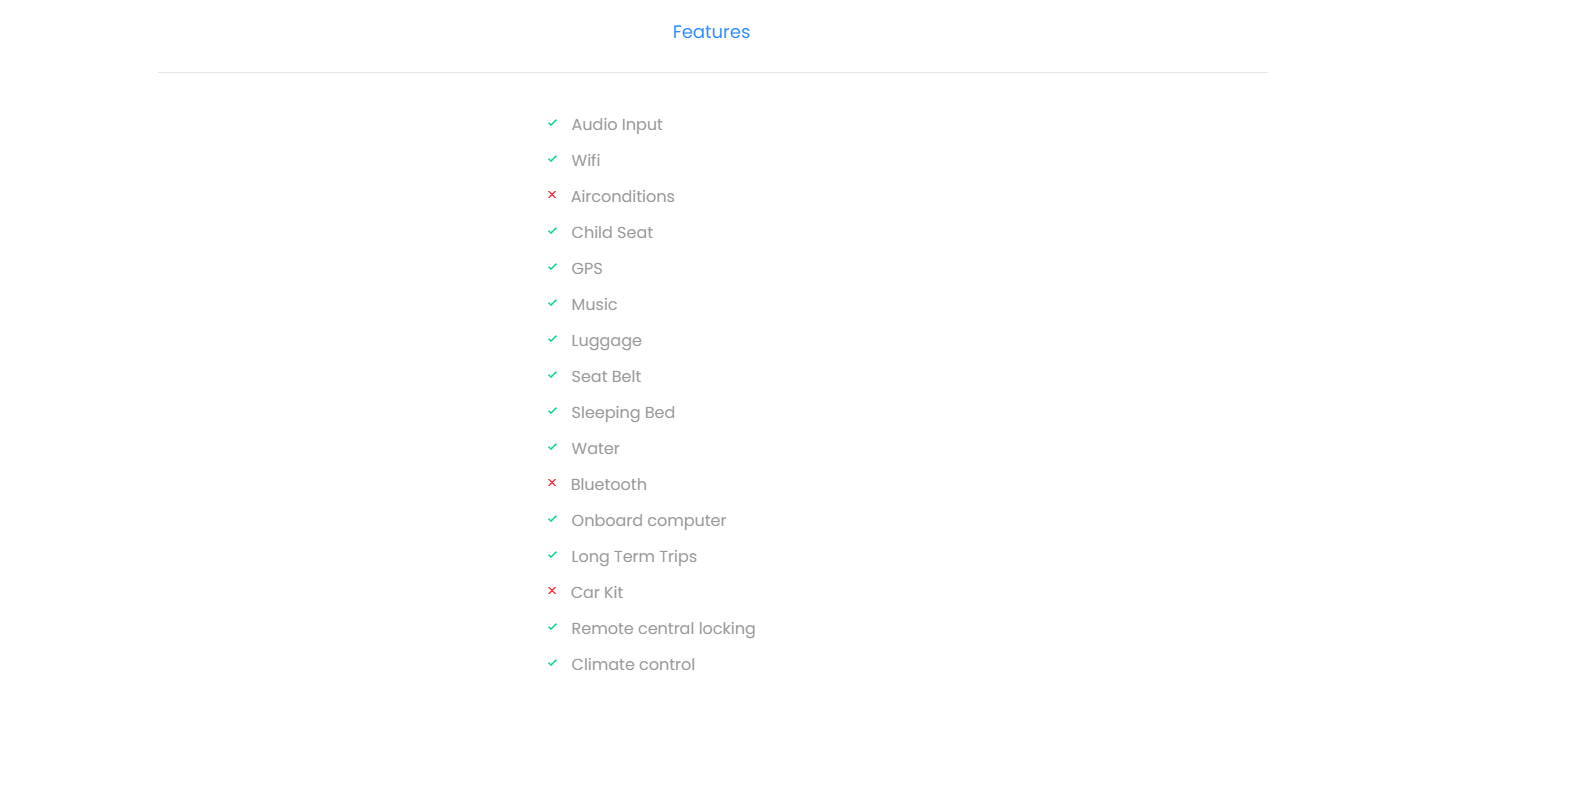 Features
Audio Input
Wifi
Airconditions
Child Seat
GPS
Music
Luggage
Seat Belt
Sleeping Bed
Water
Bluetooth
Onboard computer
Long Term Trips
Car Kit
Remote central locking
Climate control